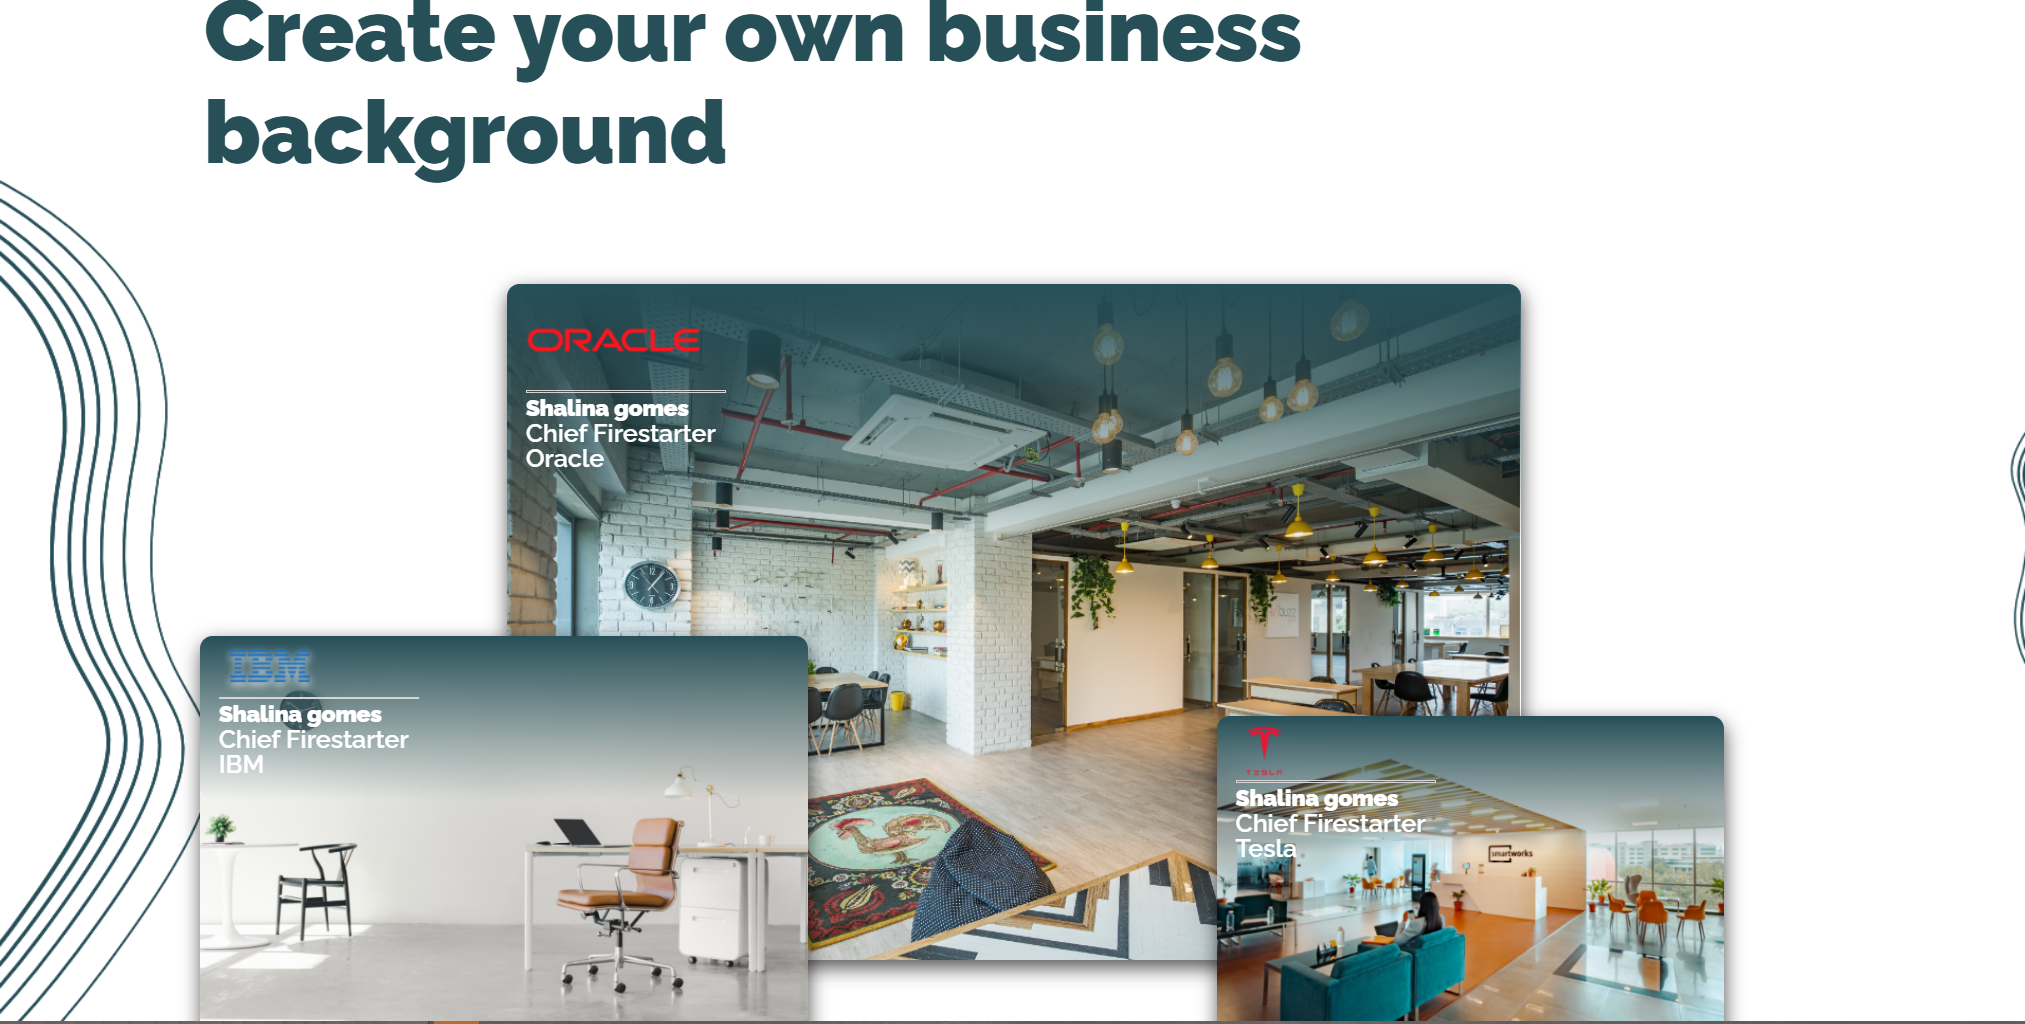 Create your own business
background
ORACLE
Shalina gomes
Chief Firestarter
Oracle
IBM
Shalina gomes
Chief Firestarter
IBM
TESLA
Shalina gomes
Chief Firestarter
Tesla
smartworks